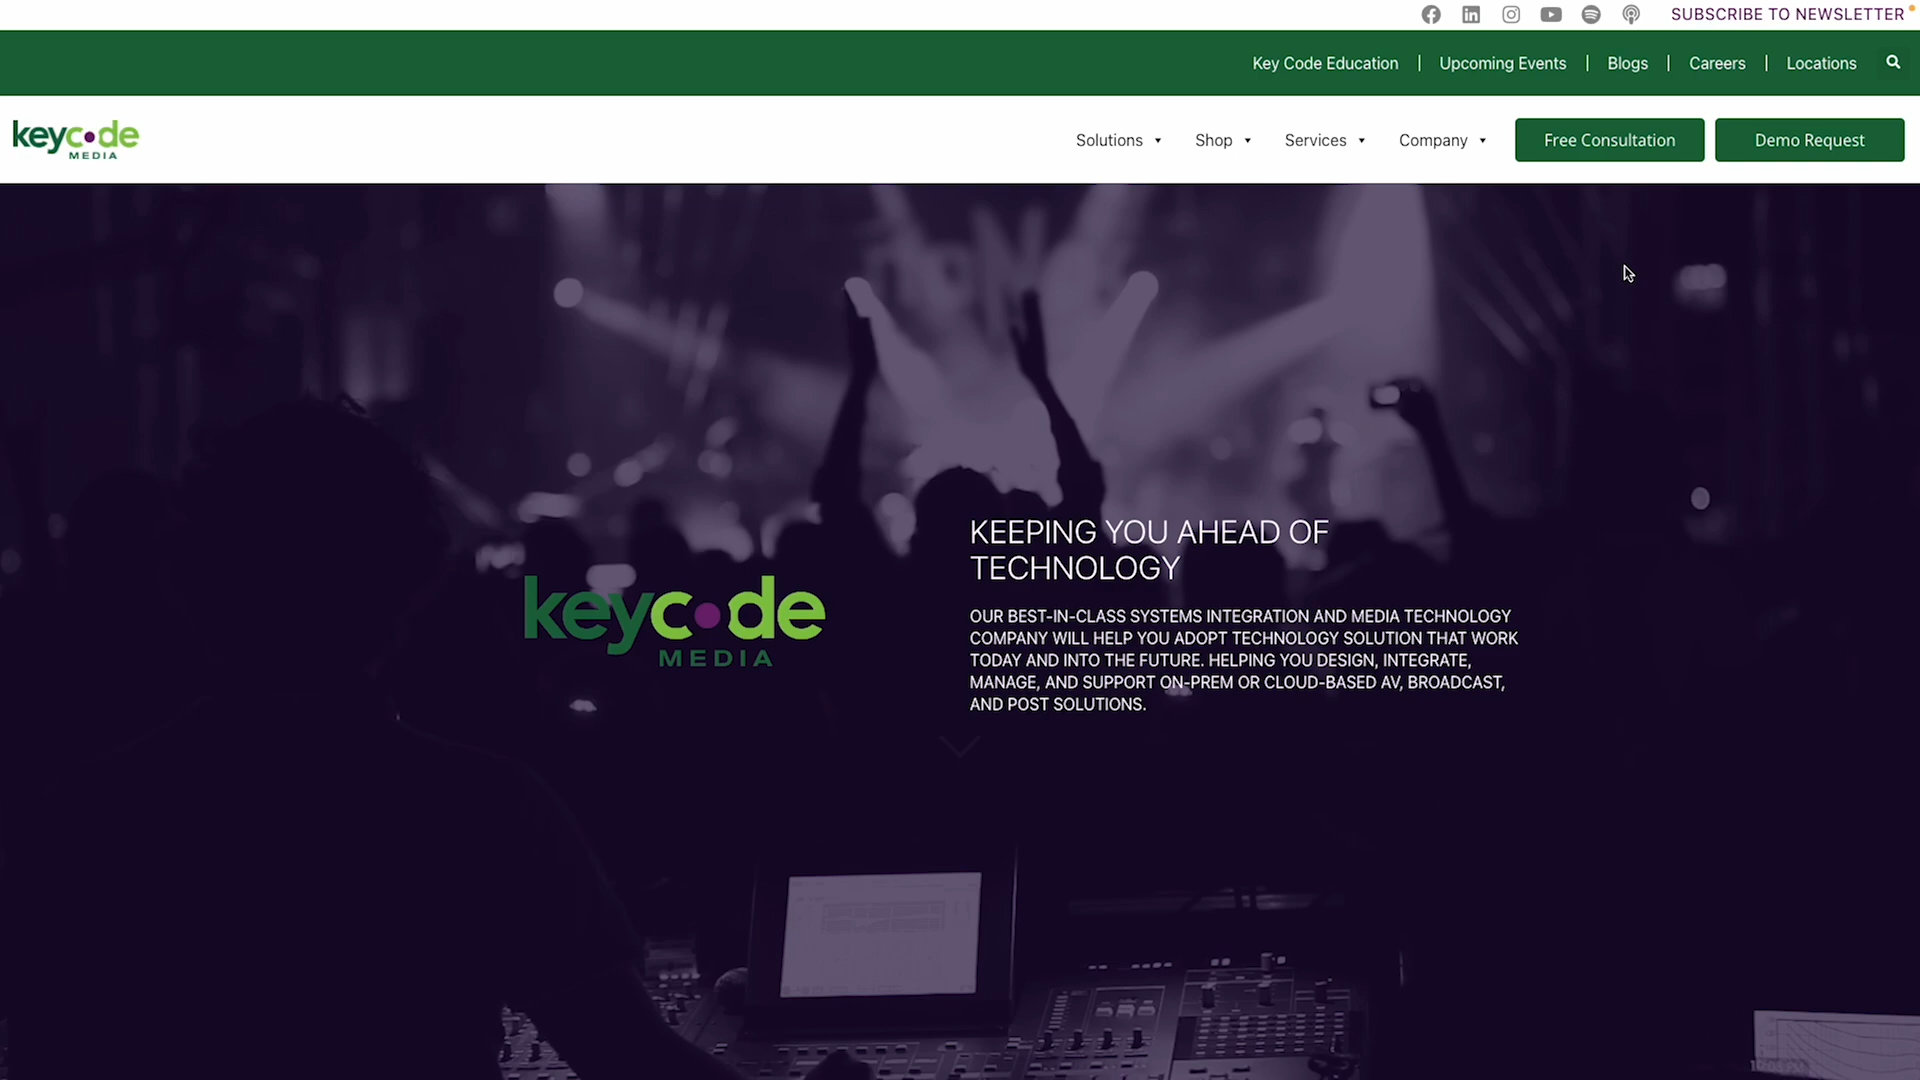 SUBSCRIBE TO NEWSLETTER
Key Code Education | Upcoming Events | Blogs | Careers | Locations
keycode
MEDIA
Solutions Shop Services Company Free Consultation Demo Request
KEEPING YOU AHEAD OF
TECHNOLOGY
keycode
MEDIA
OUR BEST-IN-CLASS SYSTEMS INTEGRATION AND MEDIA TECHNOLOGY
COMPANY WILL HELP YOU ADOPT TECHNOLOGY SOLUTION THAT WORK
TODAY AND INTO THE FUTURE. HELPING YOU DESIGN, INTEGRATE,
MANAGE, AND SUPPORT ON-PREM OR CLOUD-BASED AV, BROADCAST,
AND POST SOLUTIONS.